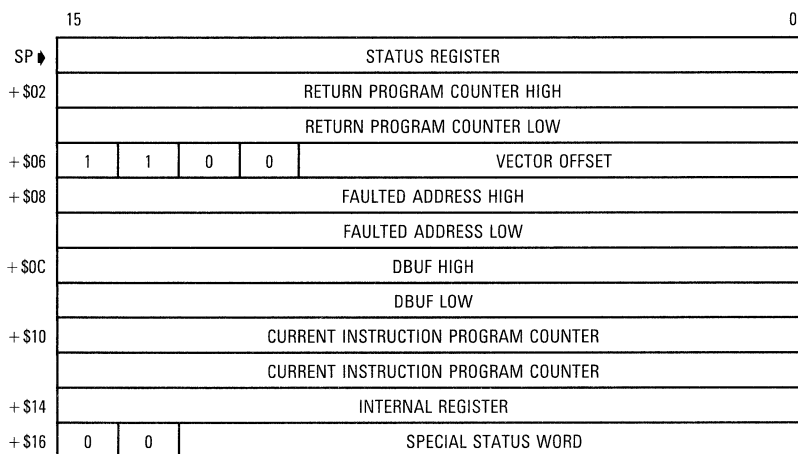 15 0
SP STATUS REGISTER
+ $02 RETURN PROGRAM COUNTER HIGH
RETURN PROGRAM COUNTER LOW
+ $06 1 1 0 0 VECTOR OFFSET
+ $08 FAULTED ADDRESS HIGH
FAULTED ADDRESS LOW
+ $0C DBUF HIGH
DBUF LOW
+ $10 CURRENT INSTRUCTION PROGRAM COUNTER
CURRENT INSTRUCTION PROGRAM COUNTER
+ $14 INTERNAL REGISTER
+ $16 0 0 SPECIAL STATUS WORD